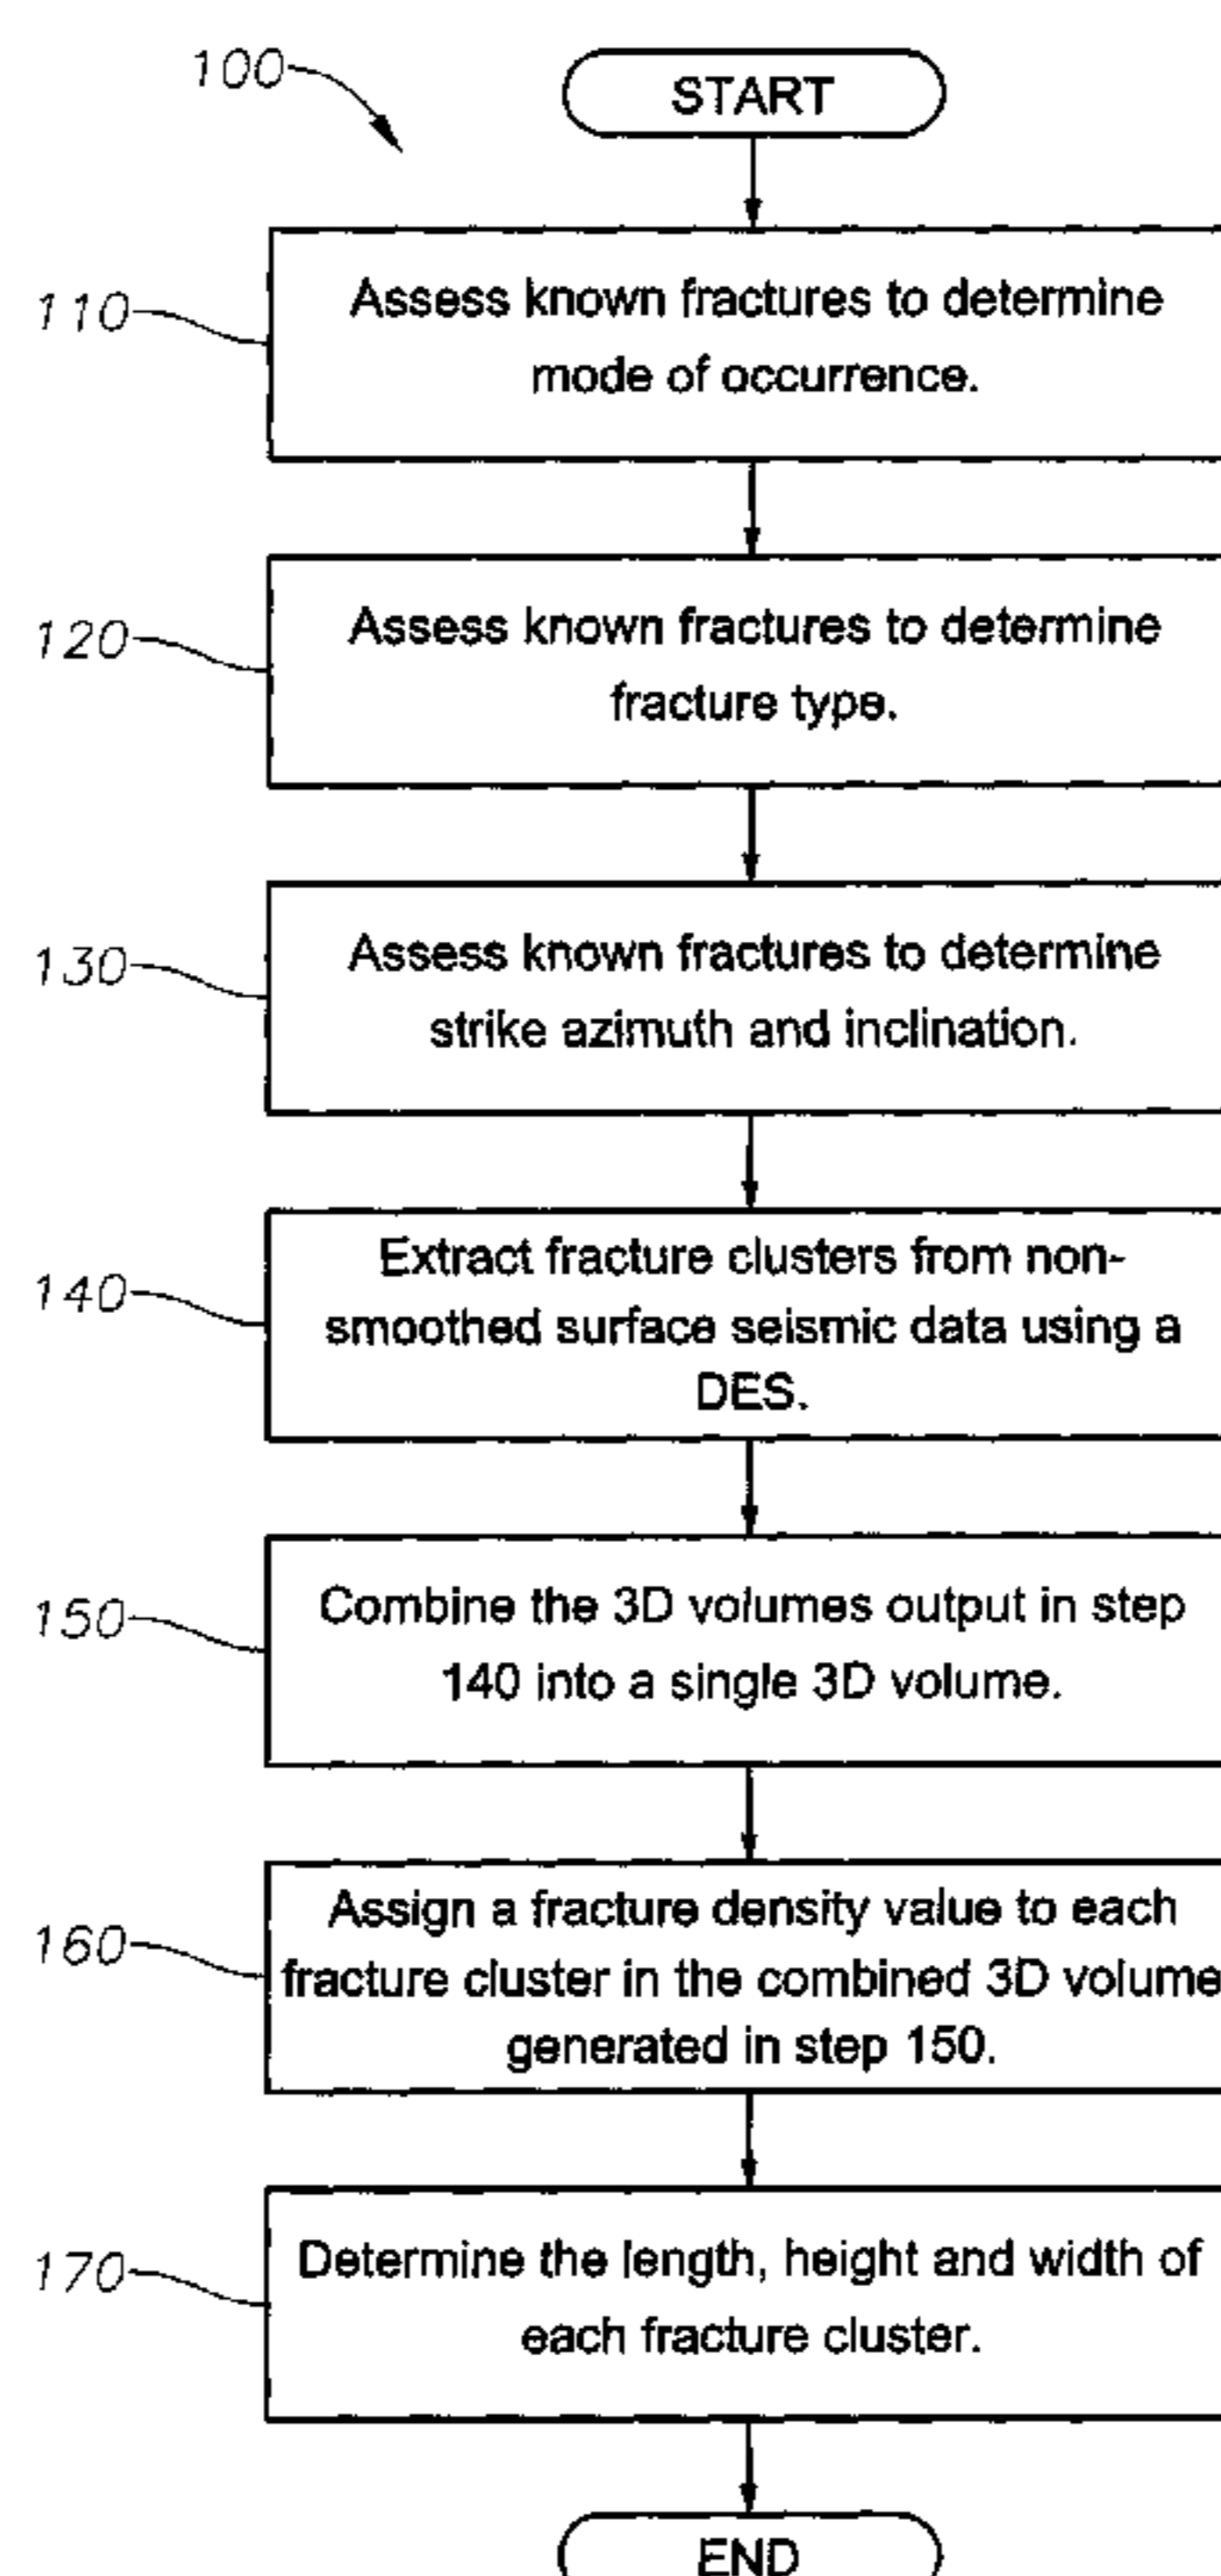 100
START
110
Assess known fractures to determine
mode of occurrence.
120
Assess known fractures to determine
fracture type.
130
Assess known fractures to determine
strike azimuth and inclination.
140
Extract fracture clusters from non-
smoothed surface seismic data using a
DES.
150
Combine the 3D volumes output in step
140 into a single 3D volume.
160
Assign a fracture density value to each
fracture cluster in the combined 3D volume
generated in step 150.
170
Determine the length, height and width of
each fracture cluster.
END